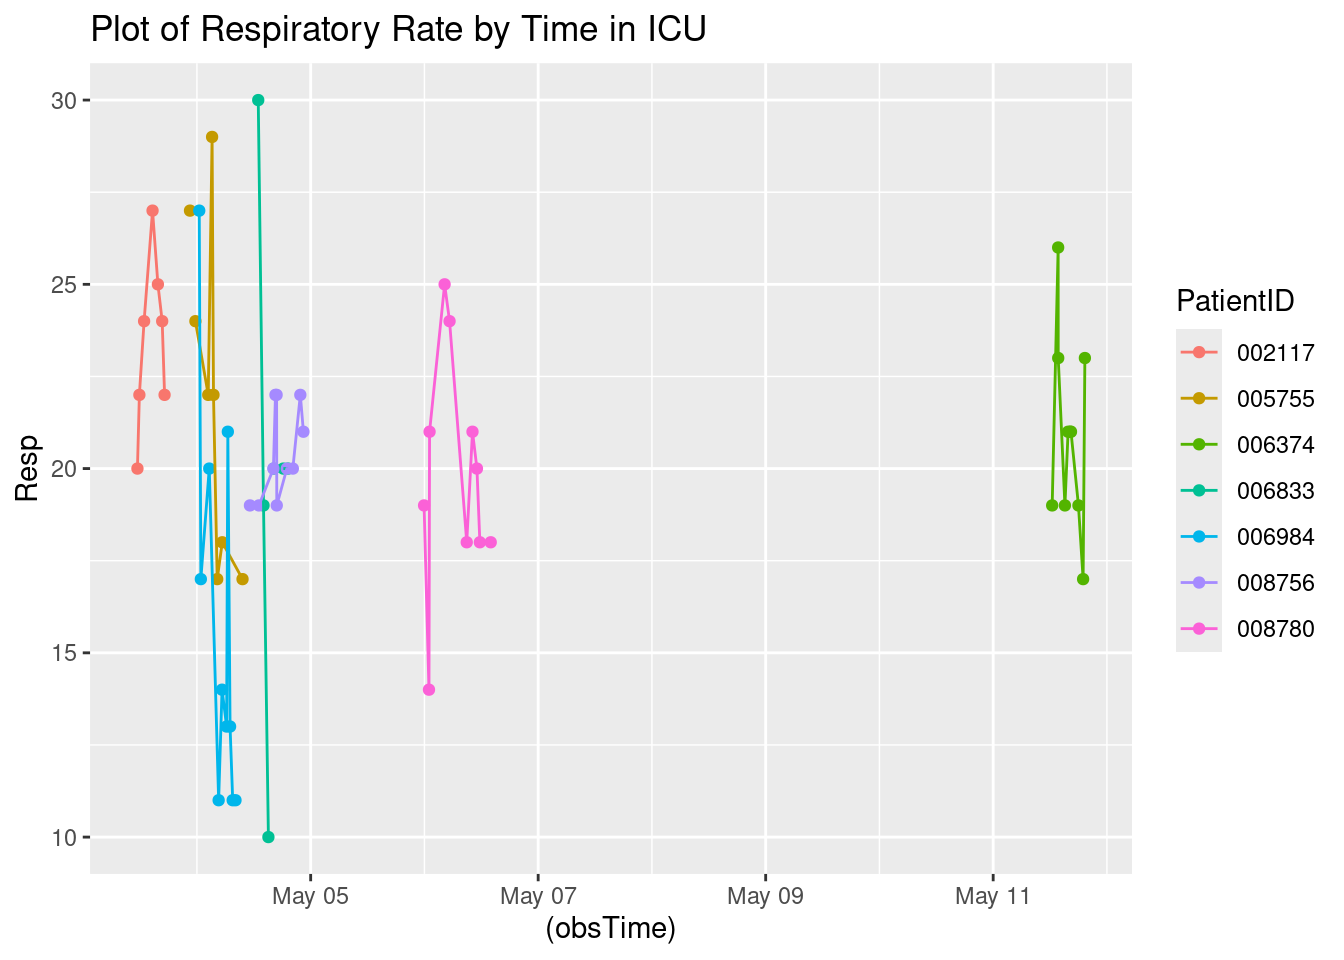 Plot of Respiratory Rate by Time in ICU
30
25
20
15
10
Resp
May 05
May 07
May 09
May 11
(obsTime)
PatientID
002117
005755
006374
006833
006984
008756
008780